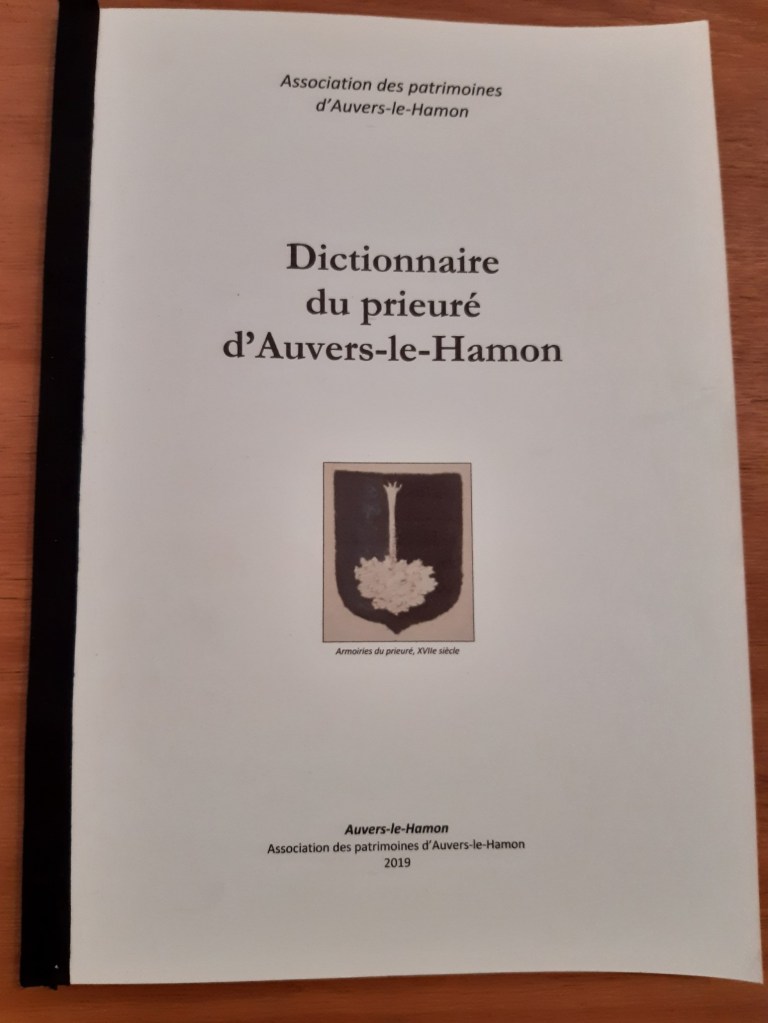 Association des patrimoines
d'Auvers-le-Hamon
Dictionnaire
du prieuré
d'Auvers-le-Hamon
Armoiries du prieuré, XVIIe siècle
Auvers-le-Hamon
Association des patrimoines d'Auvers-le-Hamon
2019